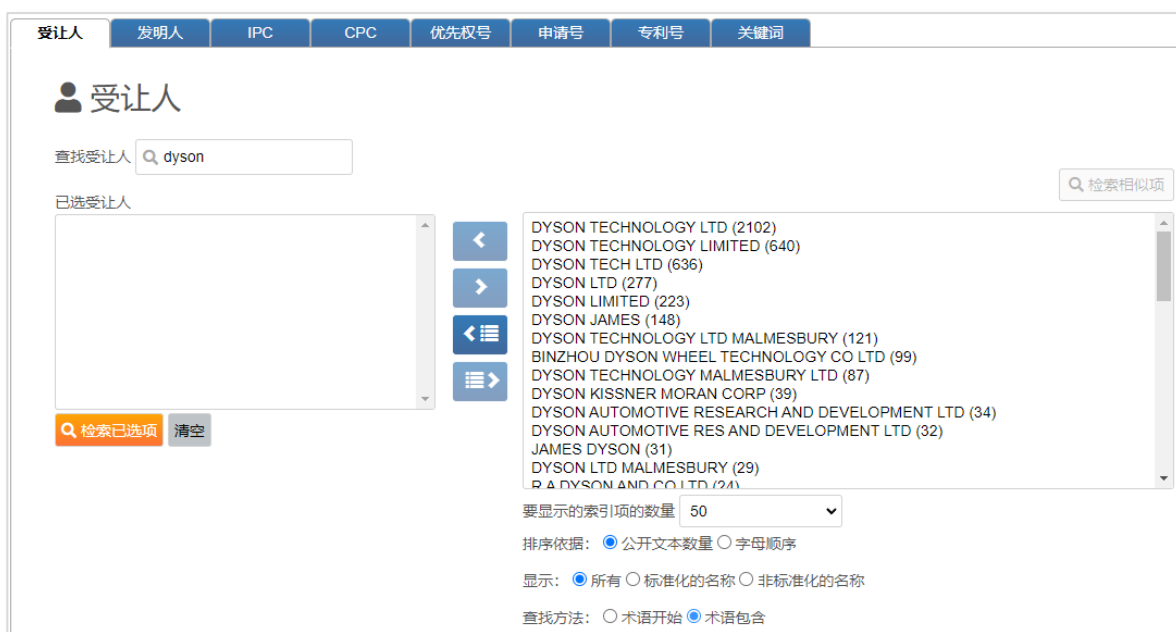 受让人 发明人 IPC CPC 优先权号 申请号 专利号 关键词
受让人
查找受让人 dyson
检索相似项
已选受让人
DYSON TECHNOLOGY LTD (2102)
DYSON TECHNOLOGY LIMITED (640)
DYSON TECH LTD (636)
DYSON LTD (277)
DYSON LIMITED (223)
DYSON JAMES (148)
DYSON TECHNOLOGY LTD MALMESBURY (121)
BINZHOU DYSON WHEEL TECHNOLOGY CO LTD (99)
DYSON TECHNOLOGY MALMESBURY LTD (87)
DYSON KISSNER MORAN CORP (39)
DYSON AUTOMOTIVE RESEARCH AND DEVELOPMENT LTD (34)
DYSON AUTOMOTIVE RES AND DEVELOPMENT LTD (32)
JAMES DYSON (31)
DYSON LTD MALMESBURY (29)
R A DYSON AND CO LTD (24)
检索已选项 清空
要显示的索引项的数量 50
排序依据: 公开文本数量 字母顺序
显示: 所有 标准化的名称 非标准化的名称
查找方法: 术语开始 术语包含